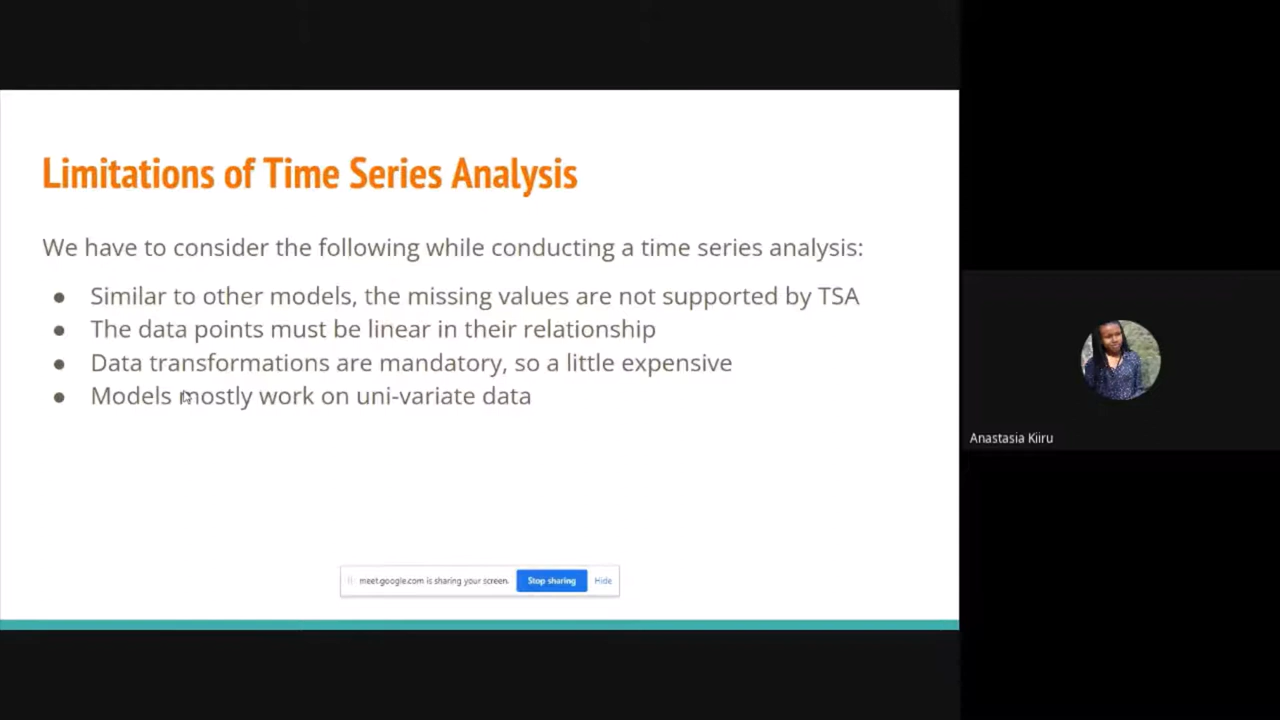 Limitations of Time Series Analysis
We have to consider the following while conducting a time series analysis:
● Similar to other models, the missing values are not supported by TSA
● The data points must be linear in their relationship
● Data transformations are mandatory, so a little expensive
● Models mostly work on uni-variate data
meet.google.com is sharing your screen. Stop sharing Hide
Anastasia Kiiru